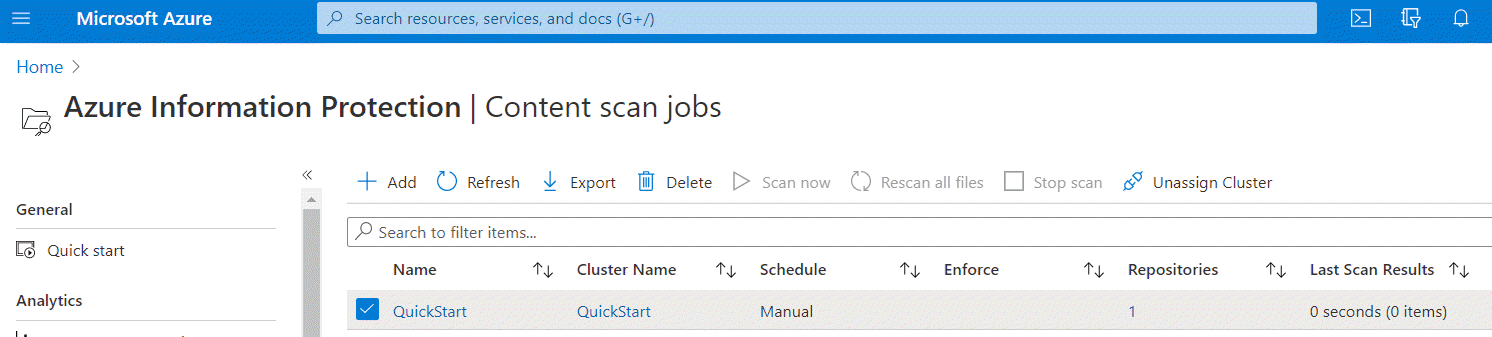 Microsoft Azure
Search resources, services, and docs (G+/)
Home
Azure Information Protection | Content scan jobs
Add Refresh Export Delete Scan now Rescan all files Stop scan Unassign Cluster
General
Quick start
Analytics
Search to filter items...
Name Cluster Name Schedule Enforce Repositories Last Scan Results
QuickStart QuickStart Manual 1 0 seconds (0 items)